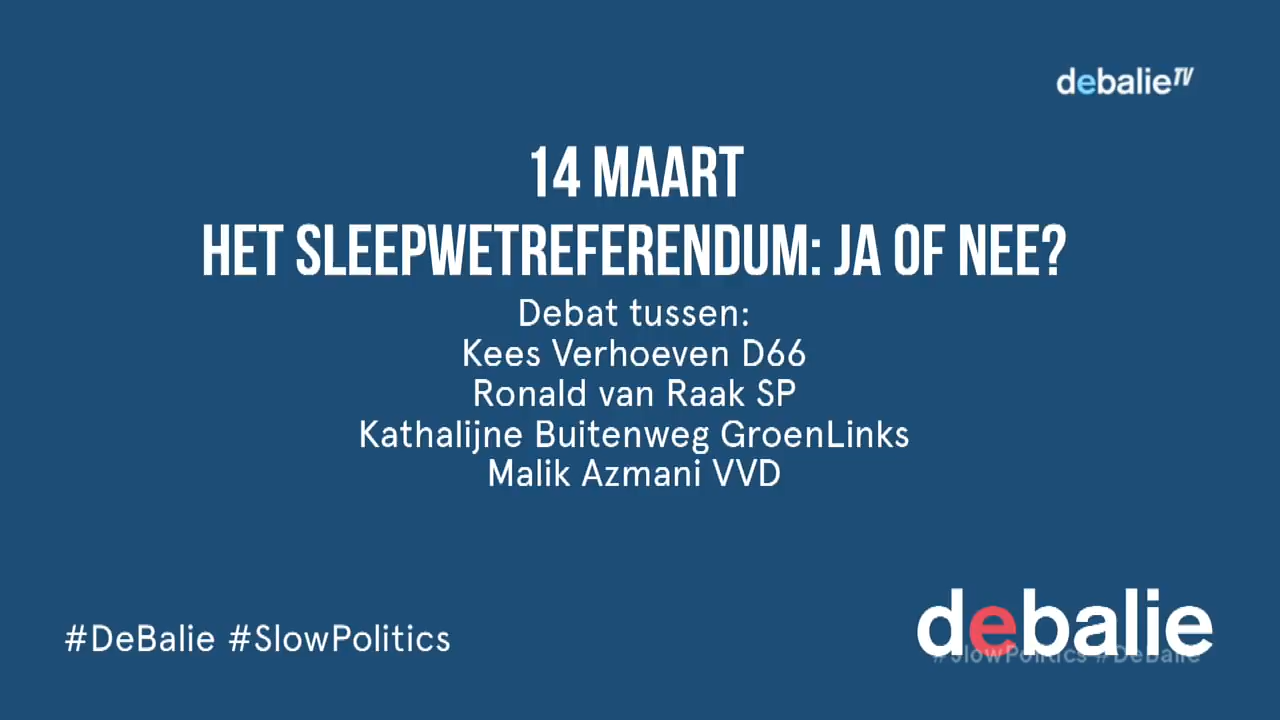 debalieTV
14 MAART
HET SLEEPWETREFERENDUM: JA OF NEE?
Debat tussen:
Kees Verhoeven D66
Ronald van Raak SP
Kathalijne Buitenweg GroenLinks
Malik Azmani VVD
#DeBalie #SlowPolitics
debalie
#SlowPolitics #DeBalie